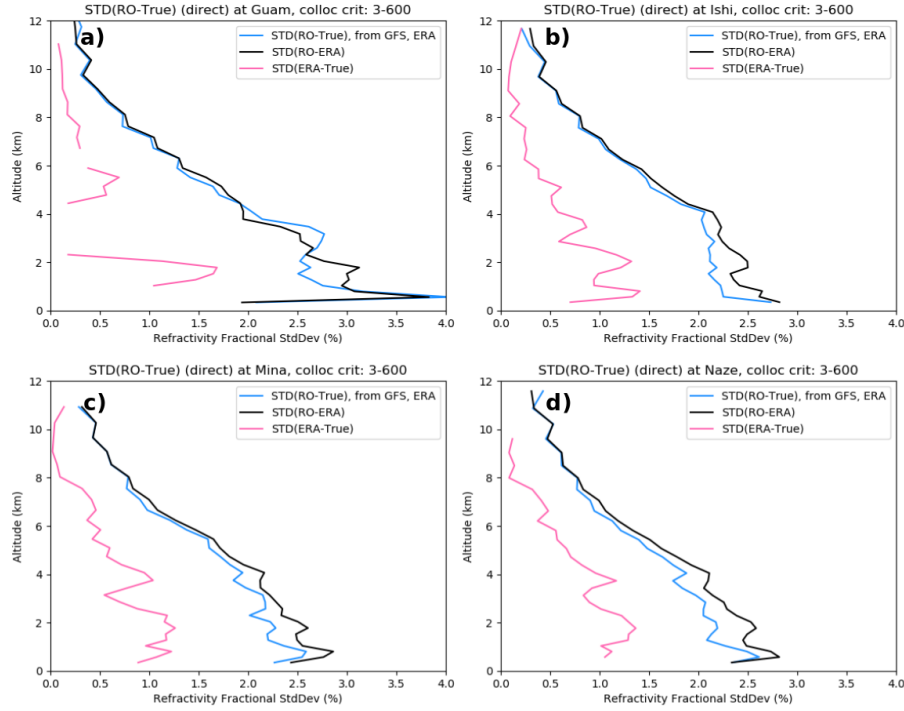 STD(RO-True) (direct) at Guam, colloc crit: 3-600
a)
STD(RO-True), from GFS, ERA
STD(RO-ERA)
STD(ERA-True)
Altitude (km)
12
10
8
6
4
2
0
0.0 0.5 1.0 1.5 2.0 2.5 3.0 3.5 4.0
Refractivity Fractional StdDev (%)
STD(RO-True) (direct) at Ishi, colloc crit: 3-600
b)
STD(RO-True), from GFS, ERA
STD(RO-ERA)
STD(ERA-True)
Altitude (km)
12
10
8
6
4
2
0
0.0 0.5 1.0 1.5 2.0 2.5 3.0 3.5 4.0
Refractivity Fractional StdDev (%)
STD(RO-True) (direct) at Mina, colloc crit: 3-600
c)
STD(RO-True), from GFS, ERA
STD(RO-ERA)
STD(ERA-True)
Altitude (km)
12
10
8
6
4
2
0
0.0 0.5 1.0 1.5 2.0 2.5 3.0 3.5 4.0
Refractivity Fractional StdDev (%)
STD(RO-True) (direct) at Naze, colloc crit: 3-600
d)
STD(RO-True), from GFS, ERA
STD(RO-ERA)
STD(ERA-True)
Altitude (km)
12
10
8
6
4
2
0
0.0 0.5 1.0 1.5 2.0 2.5 3.0 3.5 4.0
Refractivity Fractional StdDev (%)